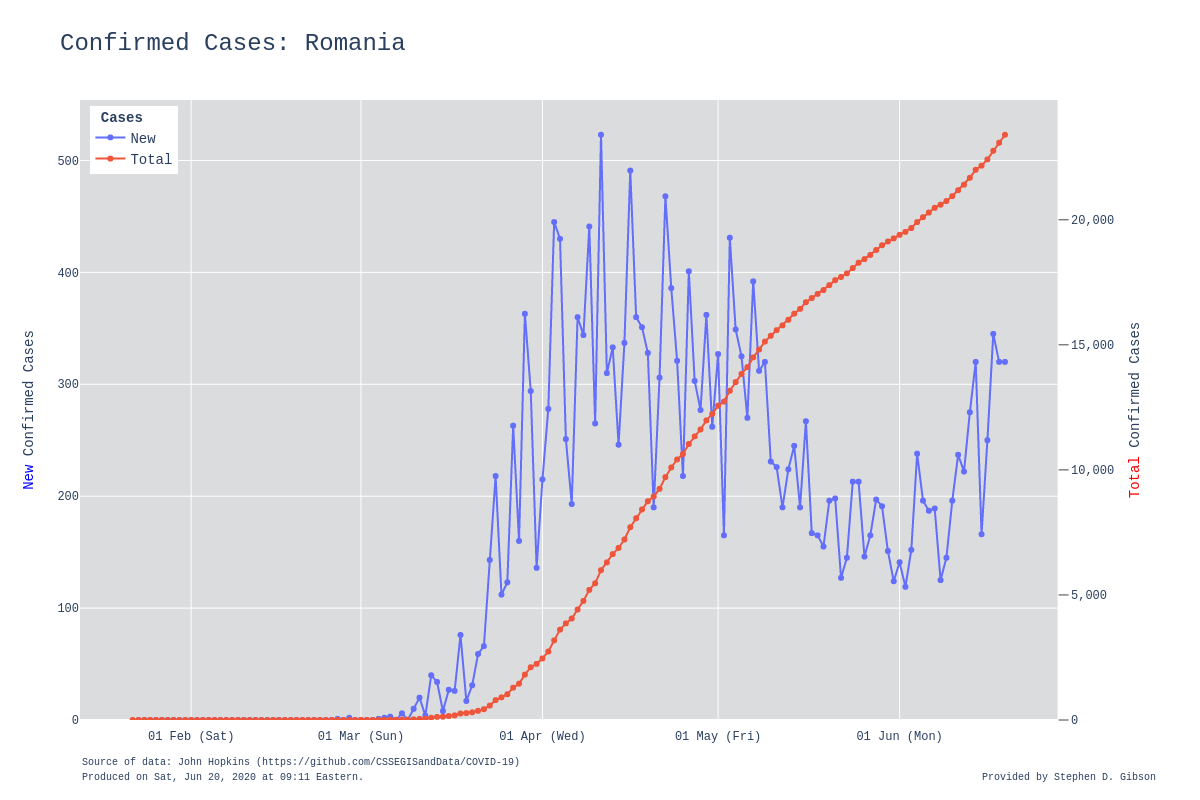 Confirmed Cases: Romania
Cases
New
Total
500
400
300
200
100
0
20,000
15,000
10,000
5,000
0
New Confirmed Cases
Total Confirmed Cases
01 Feb (Sat)
01 Mar (Sun)
01 Apr (Wed)
01 May (Fri)
01 Jun (Mon)
Source of data: John Hopkins (https://github.com/CSSEGISandData/COVID-19)
Produced on Sat, Jun 20, 2020 at 09:11 Eastern.
Provided by Stephen D. Gibson